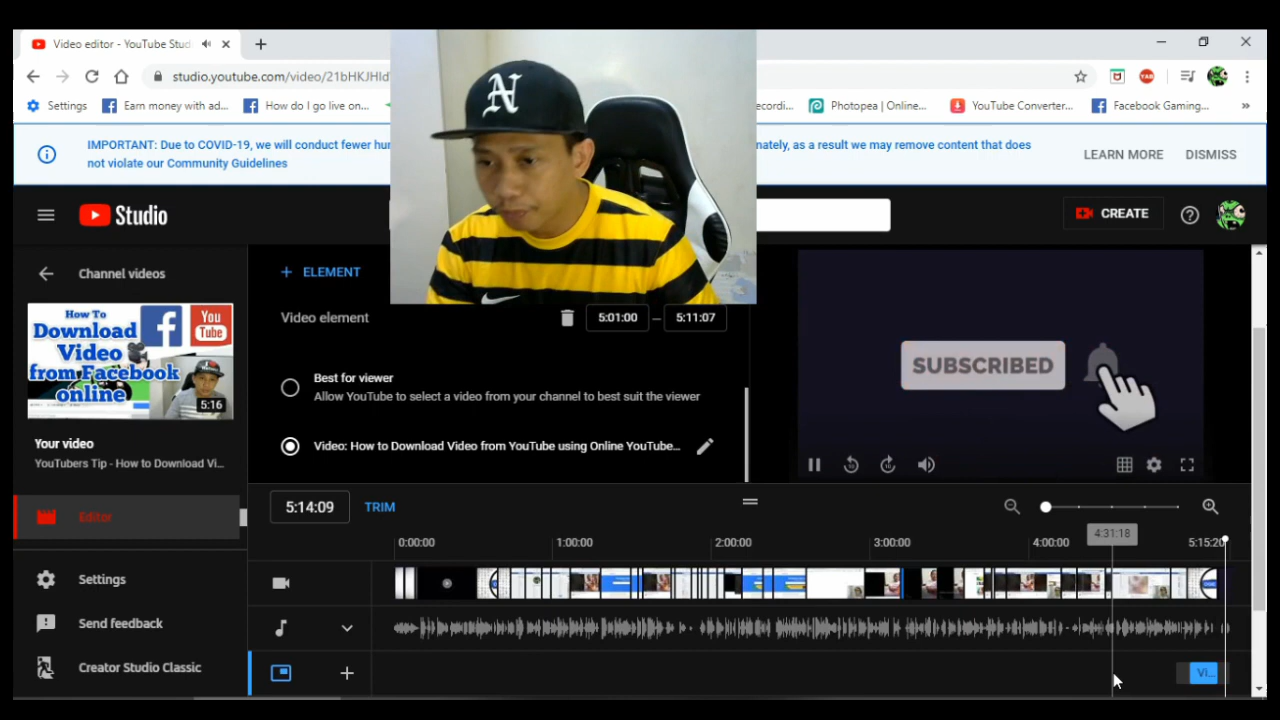 Video editor - YouTube Stud
studio.youtube.com/video/21bHKJHld
Settings
Earn money with ad...
How do I go live on...
ecordi...
Photopea | Online...
YouTube Converter...
Facebook Gaming...
»
IMPORTANT: Due to COVID-19, we will conduct fewer hu
nately, as a result we may remove content that does
not violate our Community Guidelines
LEARN MORE
DISMISS
N
Studio
CREATE
Channel videos
+ ELEMENT
Video element
5:01:00 – 5:11:07
How To
Download
Video
from Facebook
online
You
Tube
5:16
Best for viewer
Allow YouTube to select a video from your channel to best suit the viewer
Video: How to Download Video from YouTube using Online YouTube...
SUBSCRIBED
Your video
YouTubers Tip - How to Download Vi...
Editor
5:14:09
TRIM
4:31:18
0:00:00
1:00:00
2:00:00
3:00:00
4:00:00
5:15:20
Settings
Send feedback
Creator Studio Classic
Vi...